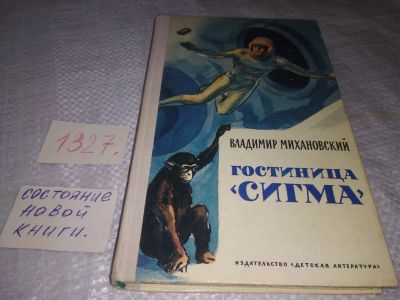 1327.
СОСТОЯНИЕ
НОВОЙ
КНИГИ.
ВЛАДИМИР МИХАНОВСКИЙ
ГОСТИНИЦА
«СИГМА»
ИЗДАТЕЛЬСТВО «ДЕТСКАЯ ЛИТЕРАТУРА»